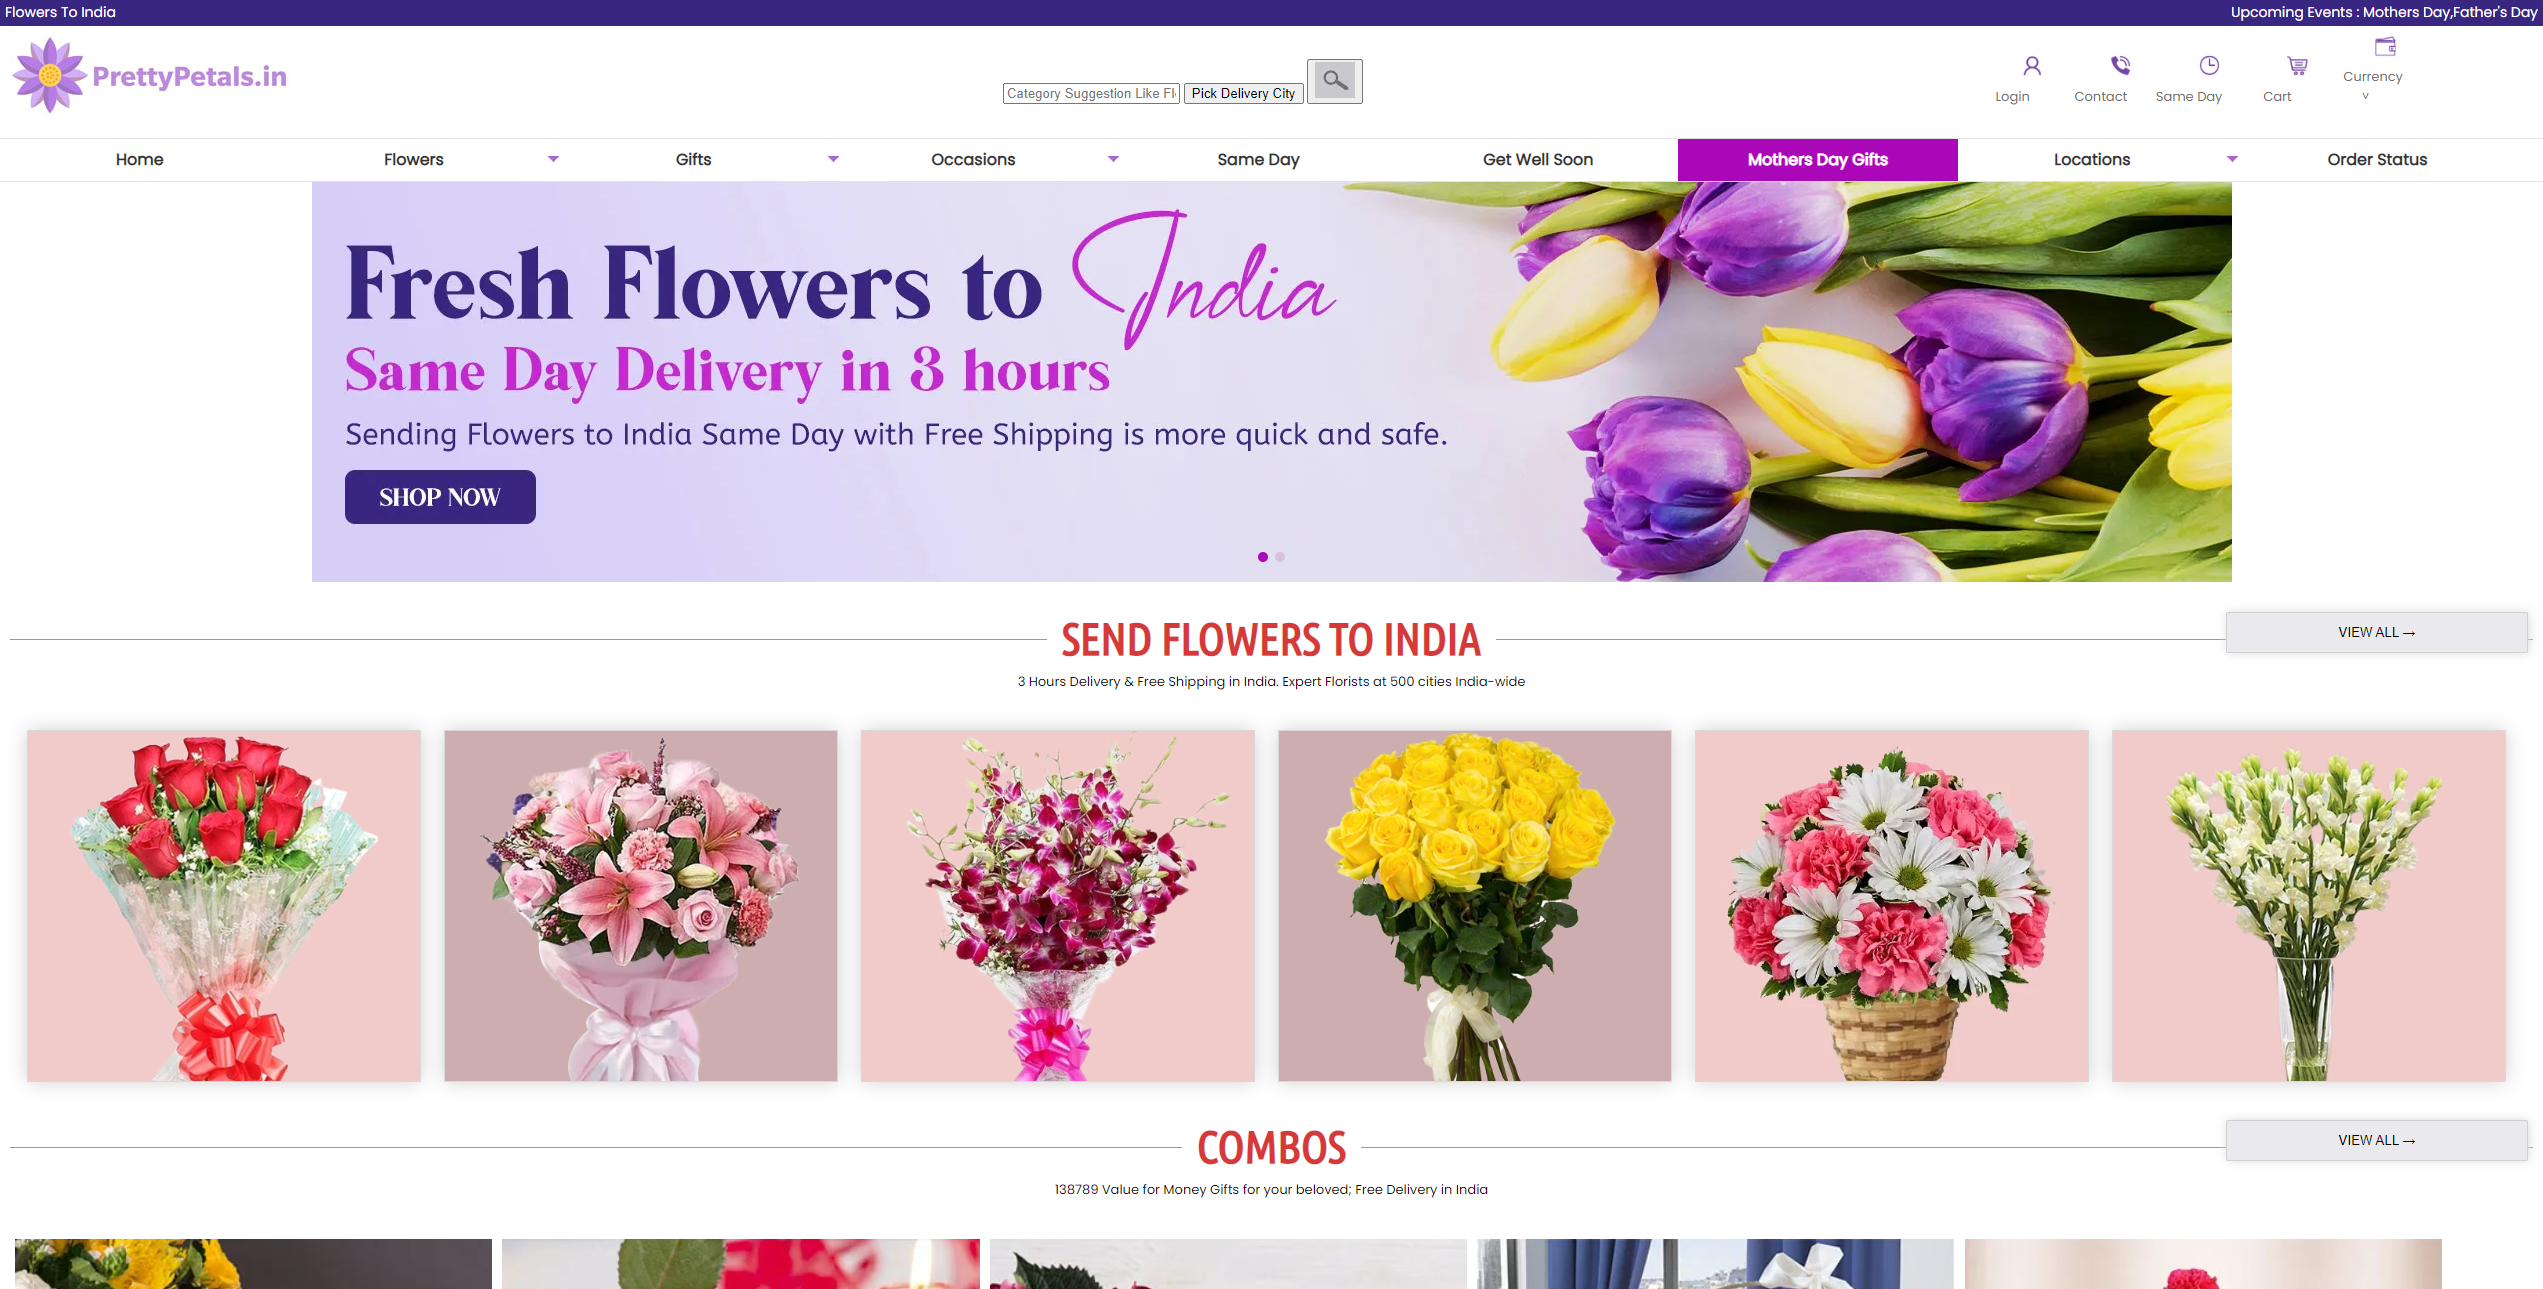 Flowers To India
Upcoming Events : Mothers Day,Father's Day
PrettyPetals.in
Category Suggestion Like Fl
Pick Delivery City
Login
Contact
Same Day
Cart
Currency
v
Home
Flowers
Gifts
Occasions
Same Day
Get Well Soon
Mothers Day Gifts
Locations
Order Status
Fresh Flowers to India
Same Day Delivery in 3 hours
Sending Flowers to India Same Day with Free Shipping is more quick and safe.
SHOP NOW
SEND FLOWERS TO INDIA
VIEW ALL →
3 Hours Delivery & Free Shipping in India. Expert Florists at 500 cities India-wide
COMBOS
VIEW ALL →
138789 Value for Money Gifts for your beloved; Free Delivery in India